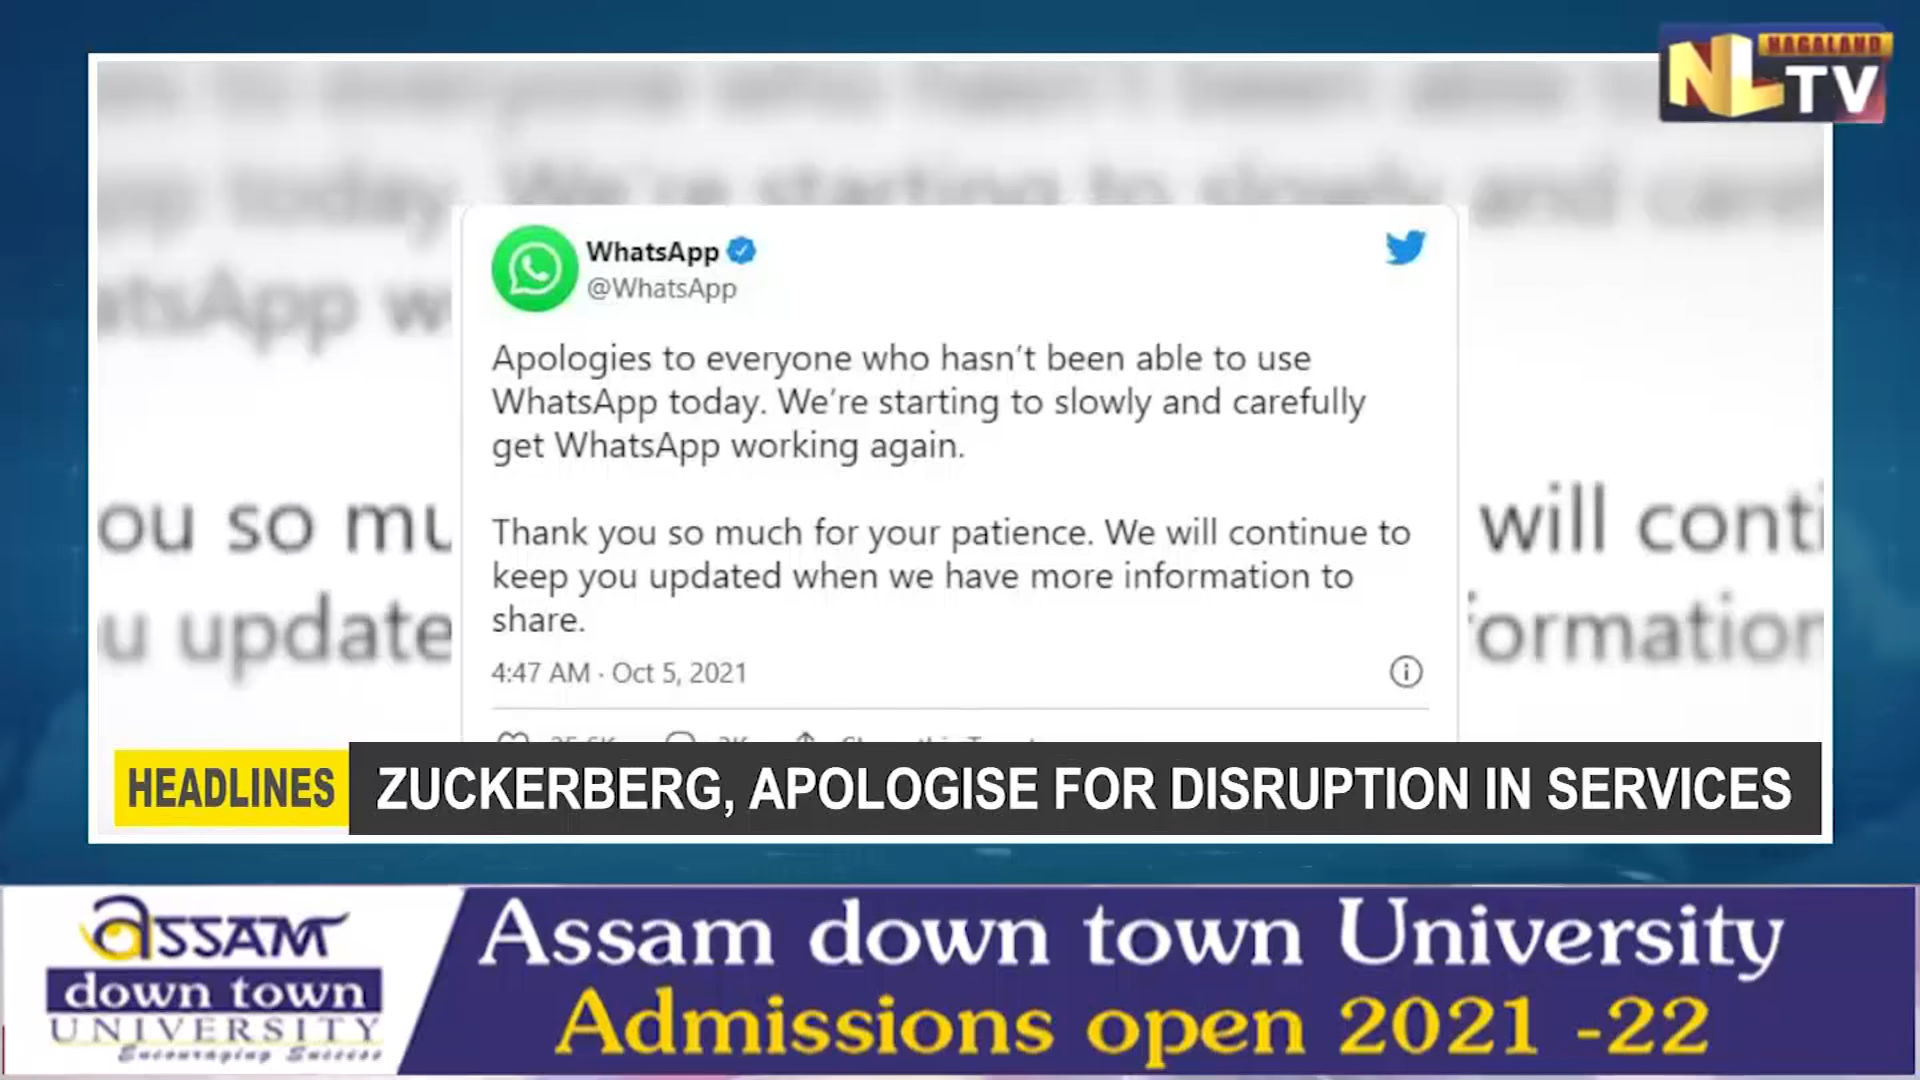 NAGALAND
NL TV
WhatsApp
@WhatsApp
Apologies to everyone who hasn't been able to use
WhatsApp today. We're starting to slowly and carefully
get WhatsApp working again.
Thank you so much for your patience. We will continue to
keep you updated when we have more information to
share.
4:47 AM · Oct 5, 2021
HEADLINES
ZUCKERBERG, APOLOGISE FOR DISRUPTION IN SERVICES
ASSAM
down town
UNIVERSITY
Encouraging Success
Assam down town University
Admissions open 2021 -22